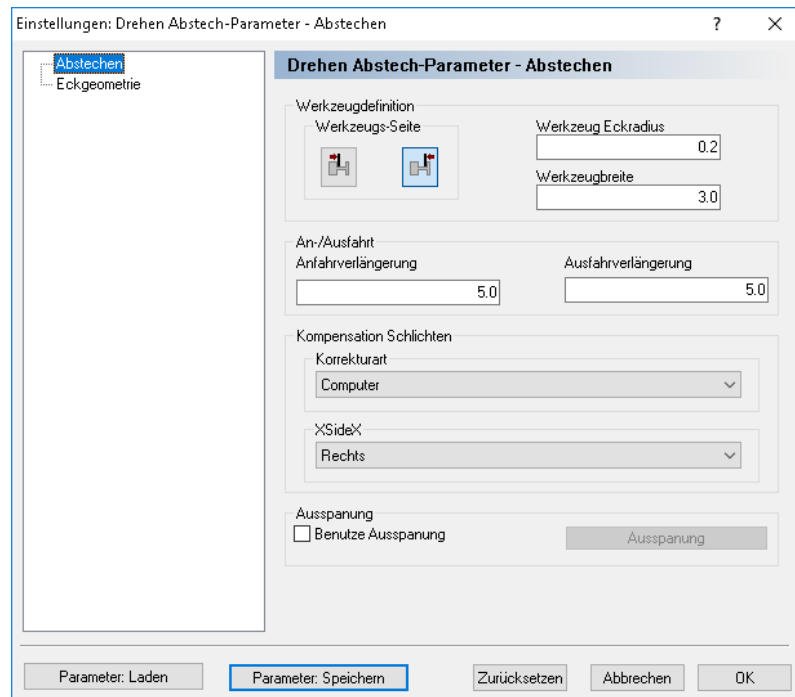 Einstellungen: Drehen Abstech-Parameter - Abstechen
?
Abstechen
Eckgeometrie
Drehen Abstech-Parameter - Abstechen
Werkzeugdefinition
Werkzeugs-Seite
Werkzeug Eckradius
0.2
Werkzeugbreite
3.0
An-/Ausfahrt
Anfahrverlängerung
Ausfahrverlängerung
5.0
5.0
Kompensation Schlichten
Korrekturart
Computer
XSideX
Rechts
Ausspanung
Benutze Ausspanung
Ausspanung
Parameter: Laden
Parameter: Speichern
Zurücksetzen
Abbrechen
OK